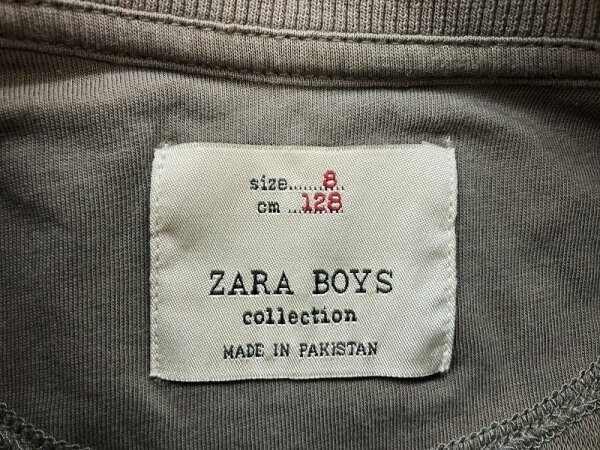 size......8..
cm ...128
ZARA BOYS
collection
MADE IN PAKISTAN